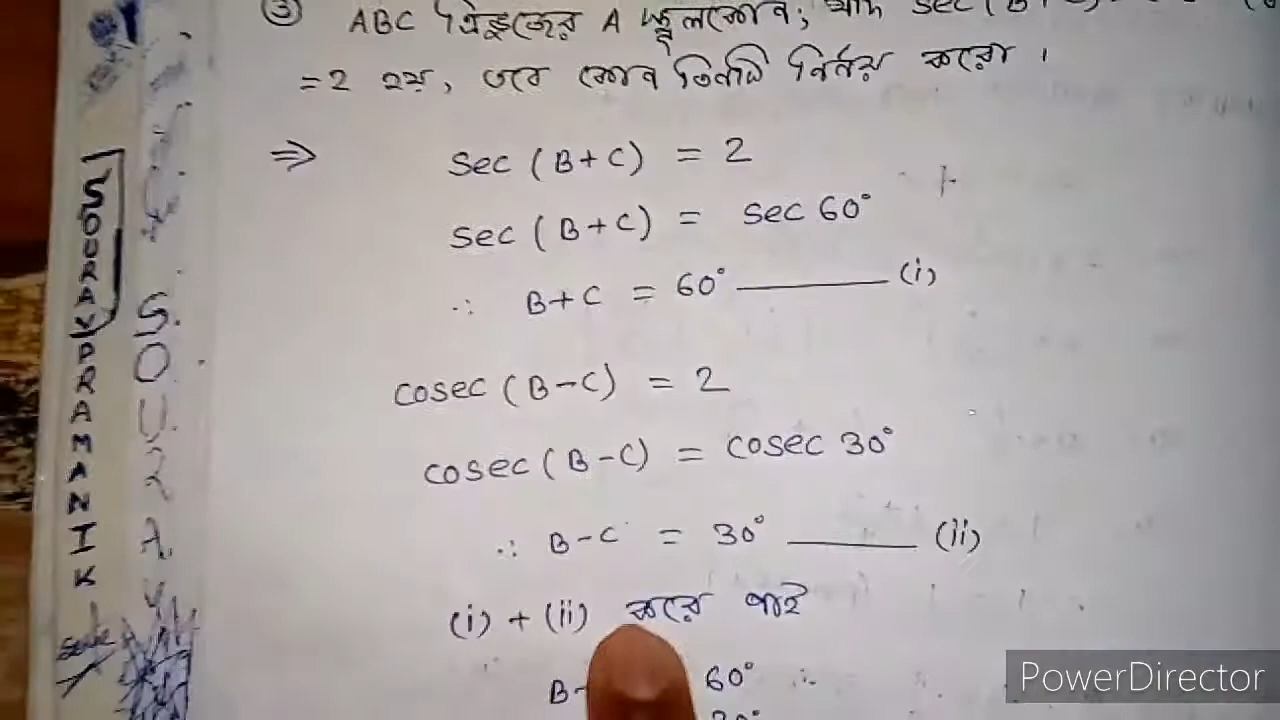 ③ ABC ত্রিভুজের A স্থূলকোন; যদি sec(B+C)
=2 হয়, তবে কোন তিনটি নির্ণয় করো।
⇒ sec (B+C) = 2
sec (B+C) = sec 60°
∴ B+C = 60° ——— (i)
cosec (B-C) = 2
cosec (B-C) = cosec 30°
∴ B-C = 30° ——— (ii)
(i) + (ii) করে পাই
60°
SOURAV PRAMANIK
PowerDirector